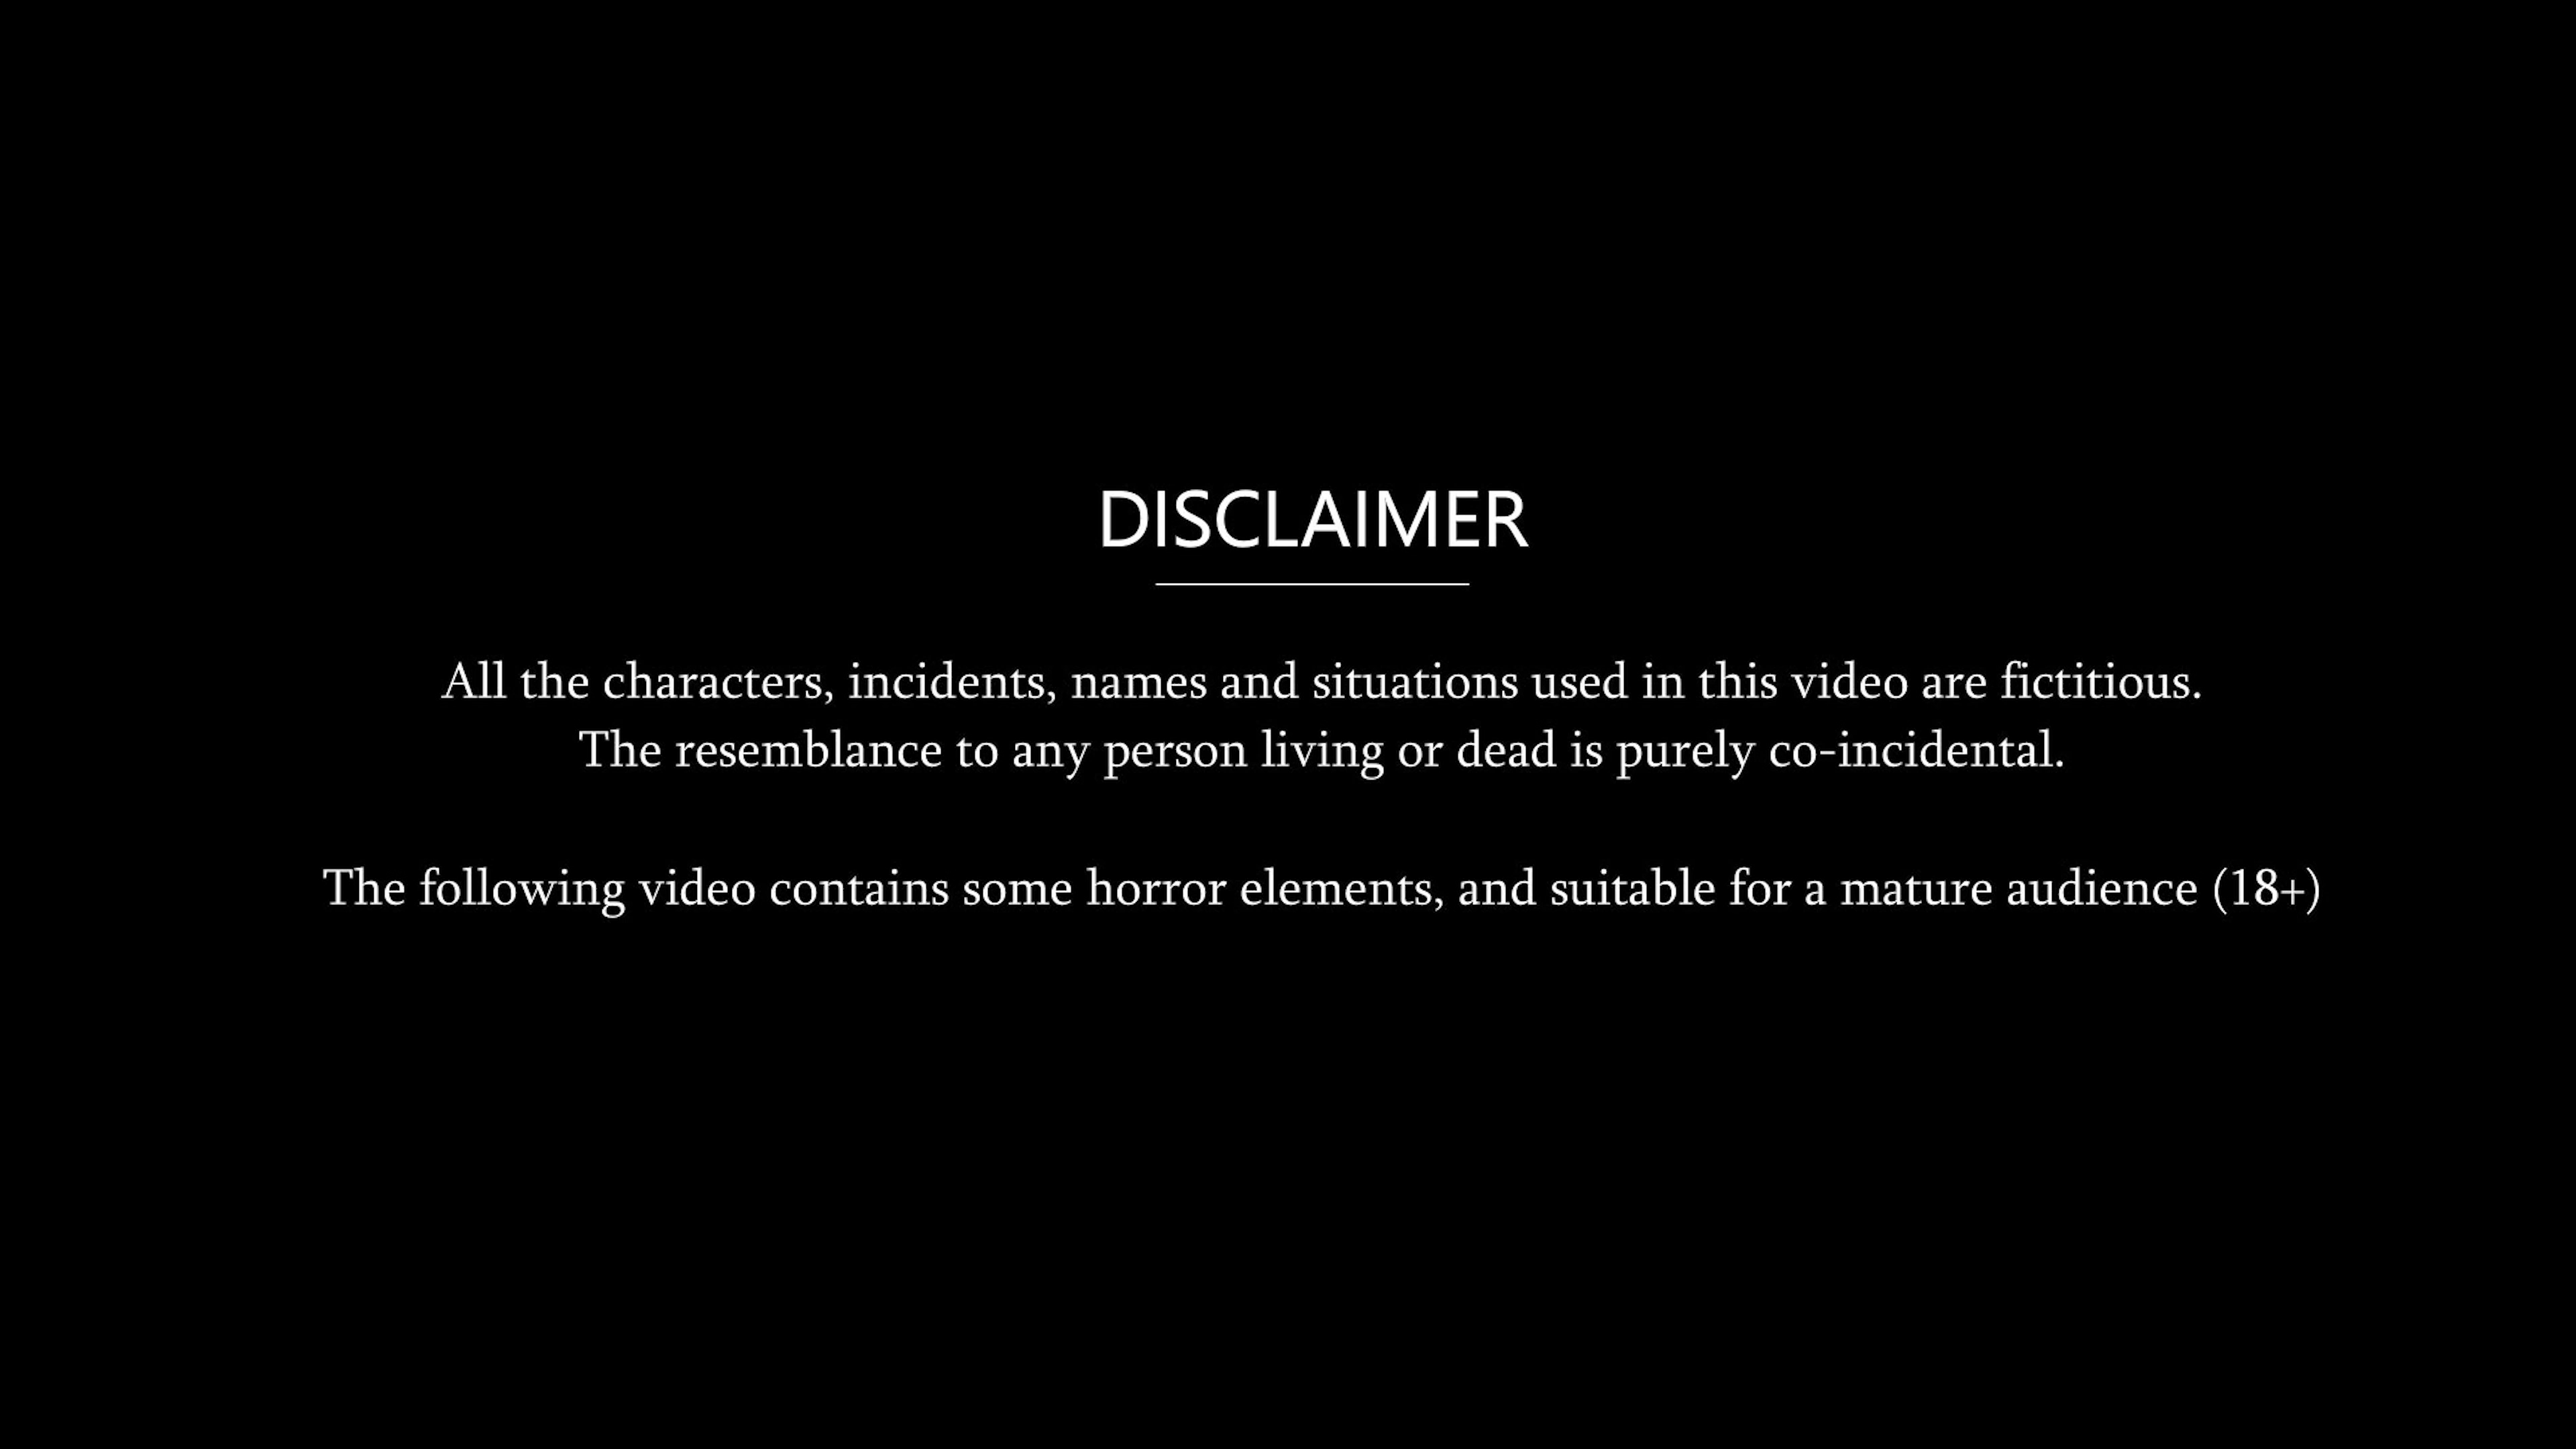 DISCLAIMER
All the characters, incidents, names and situations used in this video are fictitious.
The resemblance to any person living or dead is purely co-incidental.
The following video contains some horror elements, and suitable for a mature audience (18+)